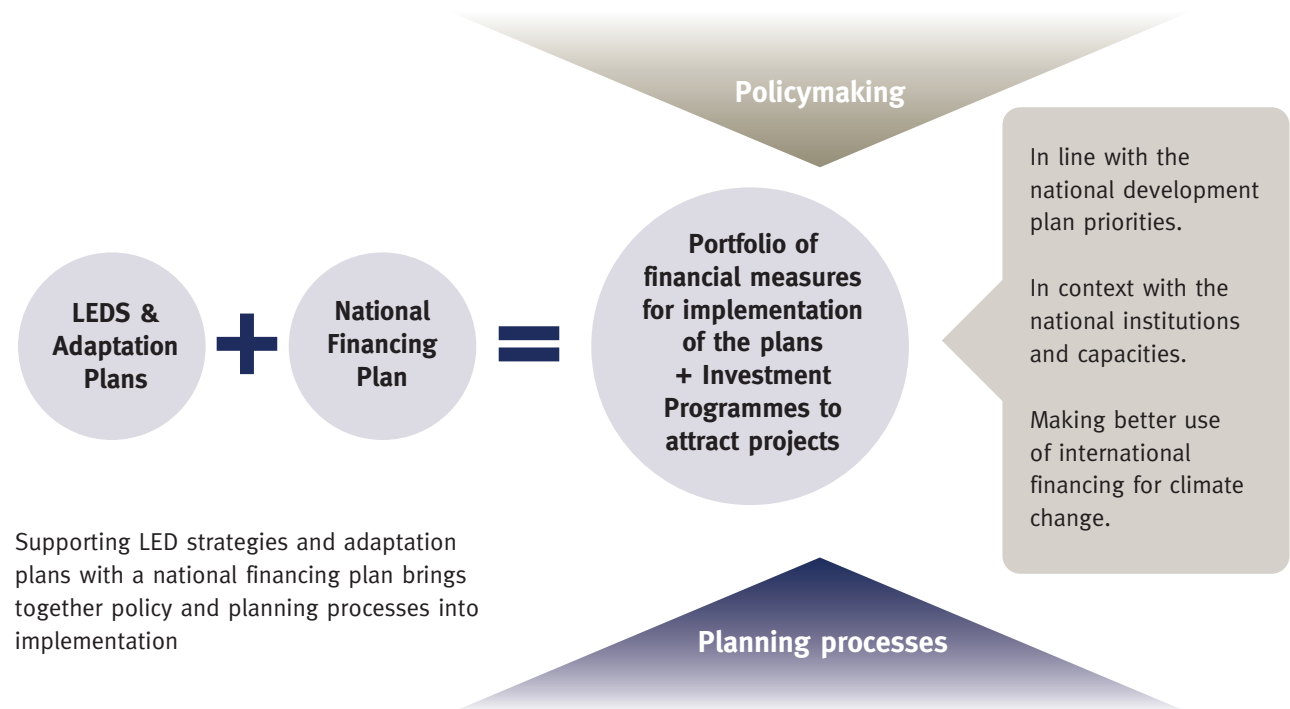 Policymaking
LEDS &
Adaptation
Plans
+
National
Financing
Plan
=
Portfolio of
financial measures
for implementation
of the plans
+ Investment
Programmes to
attract projects
In line with the
national development
plan priorities.
In context with the
national institutions
and capacities.
Making better use
of international
financing for climate
change.
Supporting LED strategies and adaptation
plans with a national financing plan brings
together policy and planning processes into
implementation
Planning processes